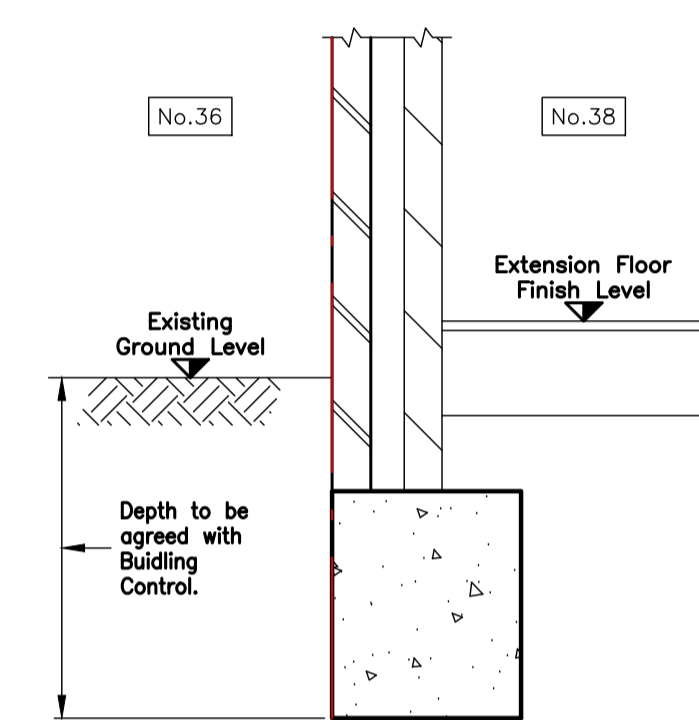 No.36
No.38
Extension Floor
Finish Level
Existing
Ground Level
Depth to be
agreed with
Buidling
Control.